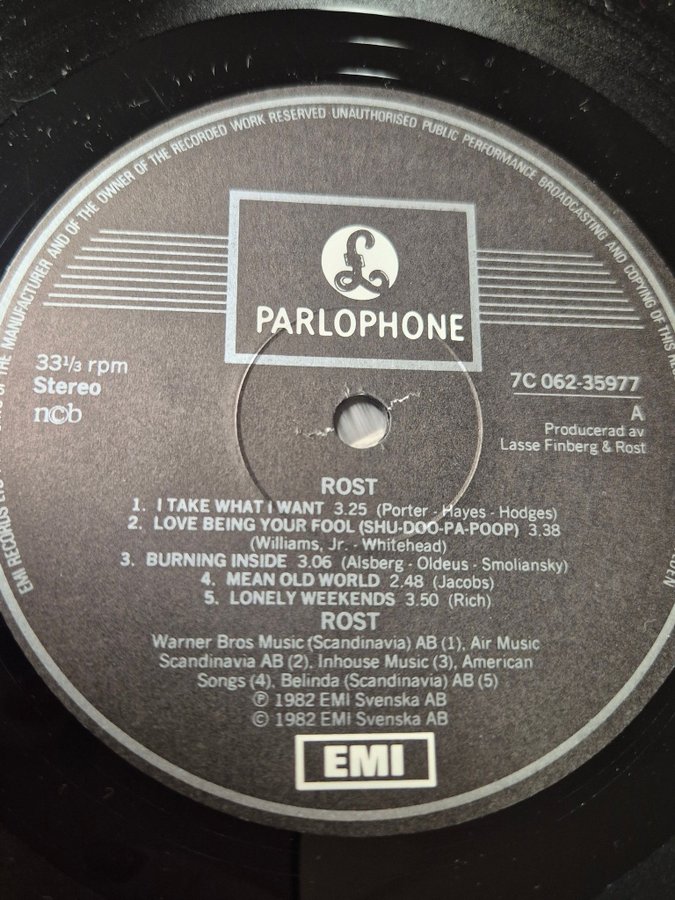 OF THE MANUFACTURER AND OF THE OWNER OF THE RECORDED WORK RESERVED UNAUTHORISED PUBLIC PERFORMANCE BROADCASTING AND COPYING OF THIS
£
PARLOPHONE
33⅓ rpm
Stereo
n©b
7C 062-35977
A
Producerad av
Lasse Finberg & Rost
ROST
1. I TAKE WHAT I WANT 3.25 (Porter - Hayes - Hodges)
2. LOVE BEING YOUR FOOL (SHU-DOO-PA-POOP) 3.38
(Williams, Jr. - Whitehead)
3. BURNING INSIDE 3.06 (Alsberg - Oldeus - Smoliansky)
4. MEAN OLD WORLD 2.48 (Jacobs)
5. LONELY WEEKENDS 3.50 (Rich)
ROST
Warner Bros Music (Scandinavia) AB (1), Air Music
Scandinavia AB (2), Inhouse Music (3), American
Songs (4), Belinda (Scandinavia) AB (5)
℗ 1982 EMI Svenska AB
© 1982 EMI Svenska AB
EMI
EMI RECORDS LTD